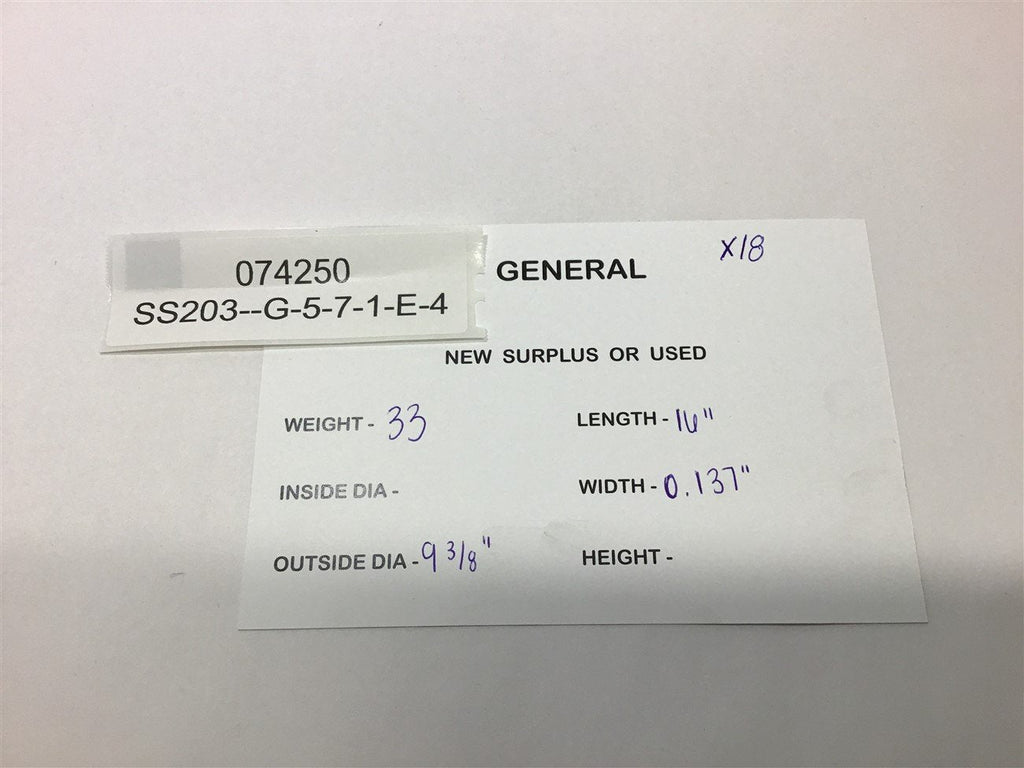 074250
SS203--G-5-7-1-E-4
GENERAL
X18
NEW SURPLUS OR USED
WEIGHT - 33
LENGTH - 16"
INSIDE DIA -
WIDTH - 0.137"
OUTSIDE DIA - 9 3/8"
HEIGHT -